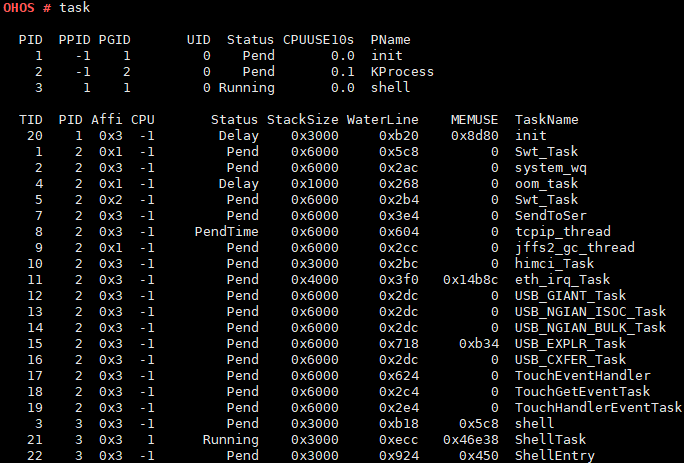 OHOS # task
PID PPID PGID UID Status CPUUSE10s PName
1 -1 1 0 Pend 0.0 init
2 -1 2 0 Pend 0.1 KProcess
3 1 1 0 Running 0.0 shell
TID PID Affi CPU Status StackSize WaterLine MEMUSE TaskName
20 1 0x3 -1 Delay 0x3000 0xb20 0x8d80 init
1 2 0x1 -1 Pend 0x6000 0x5c8 0 Swt_Task
2 2 0x3 -1 Pend 0x6000 0x2ac 0 system_wq
4 2 0x1 -1 Delay 0x1000 0x268 0 oom_task
5 2 0x2 -1 Pend 0x6000 0x2b4 0 Swt_Task
7 2 0x3 -1 Pend 0x6000 0x3e4 0 SendToSer
8 2 0x3 -1 PendTime 0x6000 0x604 0 tcpip_thread
9 2 0x1 -1 Pend 0x6000 0x2cc 0 jffs2_gc_thread
10 2 0x3 -1 Pend 0x3000 0x2bc 0 himci_Task
11 2 0x3 -1 Pend 0x4000 0x3f0 0x14b8c eth_irq_Task
12 2 0x3 -1 Pend 0x6000 0x2dc 0 USB_GIANT_Task
13 2 0x3 -1 Pend 0x6000 0x2dc 0 USB_NGIAN_ISOC_Task
14 2 0x3 -1 Pend 0x6000 0x2dc 0 USB_NGIAN_BULK_Task
15 2 0x3 -1 Pend 0x6000 0x718 0xb34 USB_EXPLR_Task
16 2 0x3 -1 Pend 0x6000 0x2dc 0 USB_CXFER_Task
17 2 0x3 -1 Pend 0x6000 0x624 0 TouchEventHandler
18 2 0x3 -1 Pend 0x6000 0x2c4 0 TouchGetEventTask
19 2 0x3 -1 Pend 0x6000 0x2e4 0 TouchHandlerEventTask
3 3 0x3 -1 Pend 0x3000 0xb18 0x5c8 shell
21 3 0x3 1 Running 0x3000 0xecc 0x46e38 ShellTask
22 3 0x3 -1 Pend 0x3000 0x924 0x450 ShellEntry